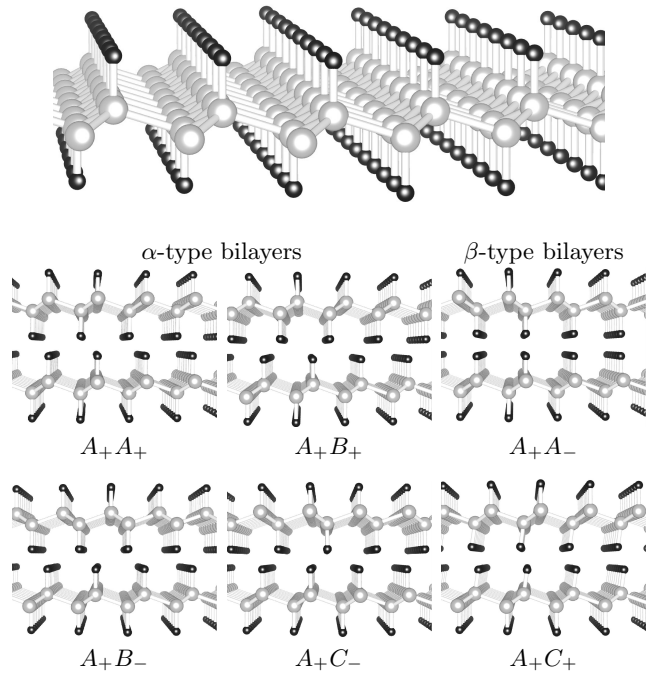 α-type bilayers β-type bilayers
A₊A₊ A₊B₊ A₊A₋
A₊B₋ A₊C₋ A₊C₊